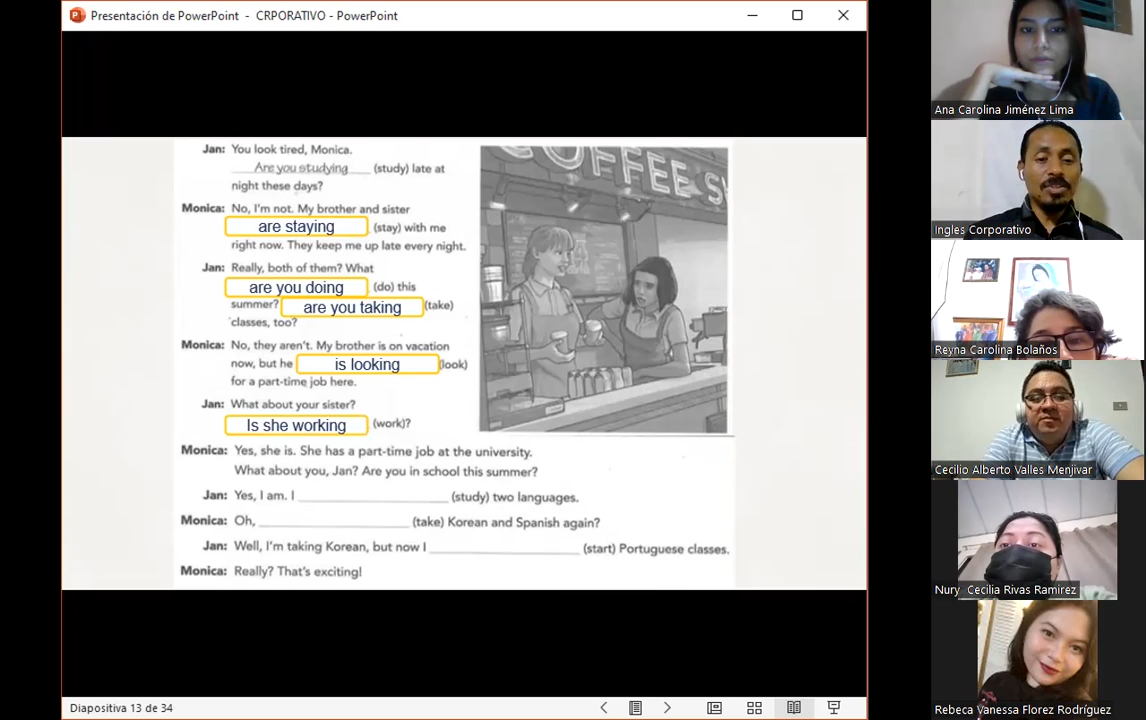 Presentación de PowerPoint - CRPORATIVO - PowerPoint
Jan: You look tired, Monica.
Are you studying (study) late at
night these days?
Monica: No, I'm not. My brother and sister
are staying (stay) with me
right now. They keep me up late every night.
Jan: Really, both of them? What
are you doing (do) this
summer? are you taking (take)
classes, too?
Monica: No, they aren't. My brother is on vacation
now, but he is looking (look)
for a part-time job here.
Jan: What about your sister?
Is she working (work)?
Monica: Yes, she is. She has a part-time job at the university.
What about you, Jan? Are you in school this summer?
Jan: Yes, I am. I ____________ (study) two languages.
Monica: Oh, ____________ (take) Korean and Spanish again?
Jan: Well, I'm taking Korean, but now I ____________ (start) Portuguese classes.
Monica: Really? That's exciting!
COFFEE S
Diapositiva 13 de 34
Ana Carolina Jiménez Lima
Ingles Corporativo
Reyna Carolina Bolaños
Cecilio Alberto Valles Menjivar
Nury Cecilia Rivas Ramirez
Rebeca Vanessa Florez Rodríguez